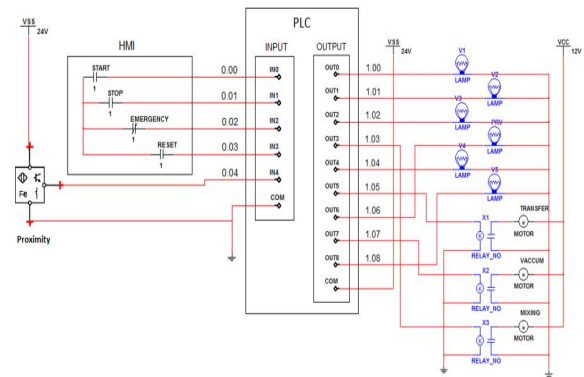 VSS
24V
HMI
START
1
STOP
1
EMERGENCY
1
RESET
1
Fe
Proximity
0.00
0.01
0.02
0.03
0.04
PLC
INPUT
IN0
IN1
IN2
IN3
IN4
COM
OUTPUT
OUT0
OUT1
OUT2
OUT3
OUT4
OUT5
OUT6
OUT7
OUT8
COM
1.00
1.01
1.02
1.03
1.04
1.05
1.06
1.07
1.08
VSS
24V
VCC
12V
V1
LAMP
V2
LAMP
V3
LAMP
PRV
LAMP
V4
LAMP
V5
LAMP
X1
K
RELAY_NO
TRANSFER
MOTOR
X2
K
RELAY_NO
VACCUM
MOTOR
X3
K
RELAY_NO
MIXING
MOTOR